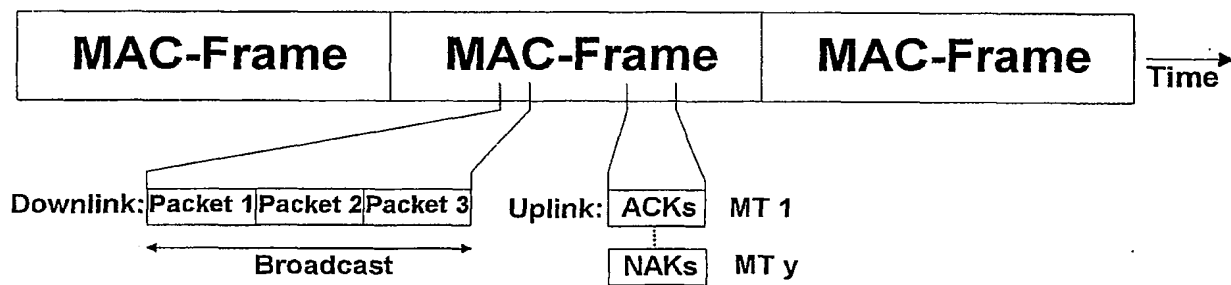 MAC-Frame MAC-Frame MAC-Frame
Time
Downlink: Packet 1 Packet 2 Packet 3 Uplink: ACKs MT 1
Broadcast NAKs MT y